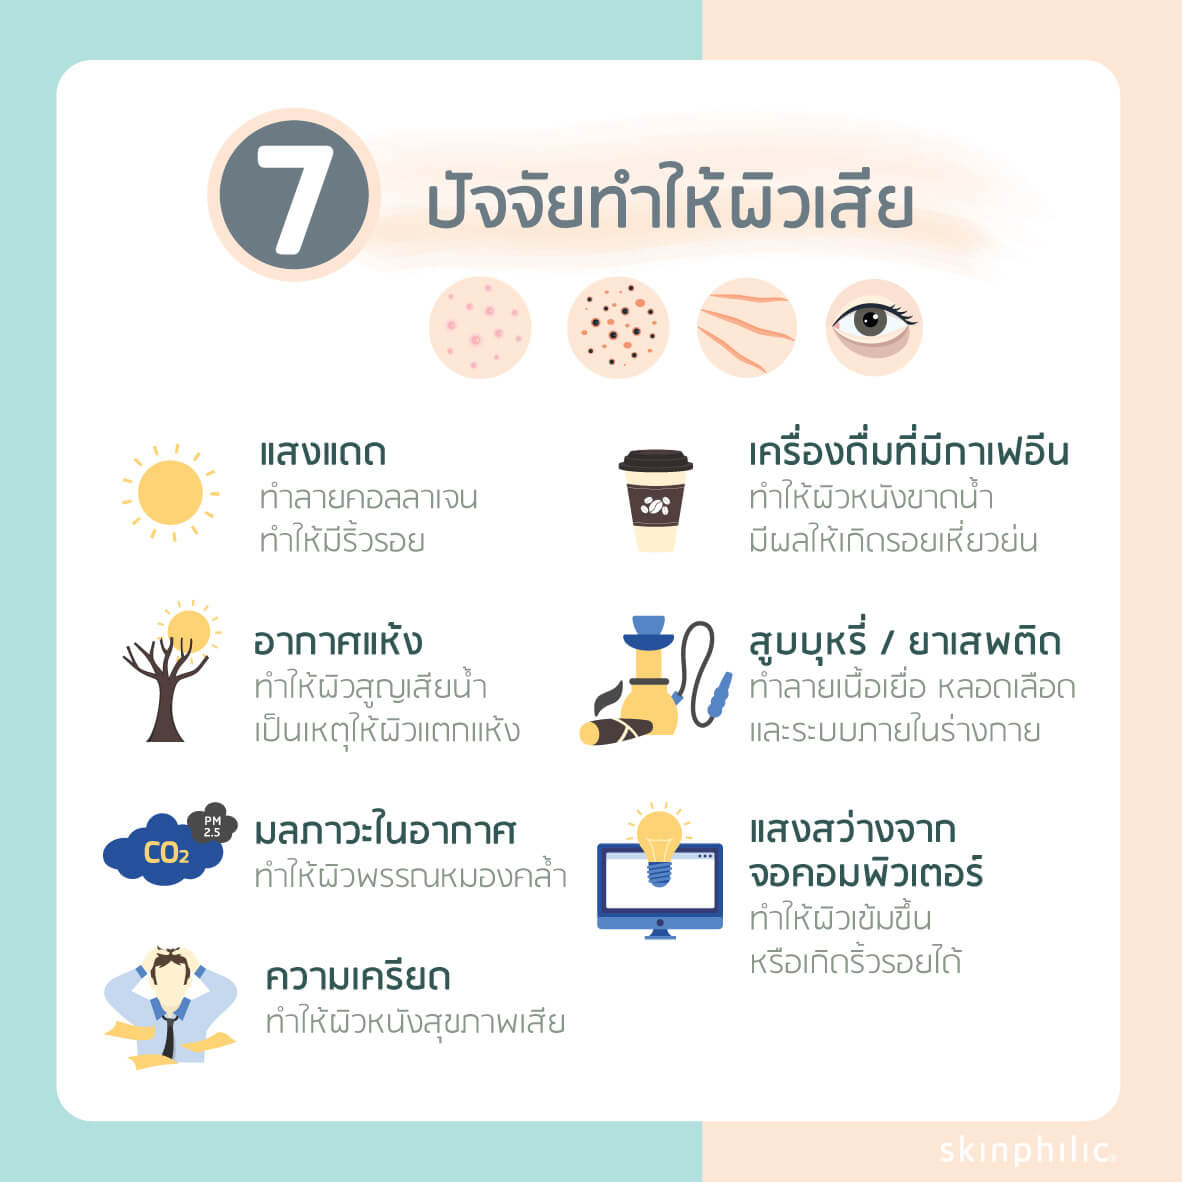 7
ปัจจัยทำให้ผิวเสีย
แสงแดด
ทำลายคอลลาเจน
ทำให้มีริ้วรอย
อากาศแห้ง
ทำให้ผิวสูญเสียน้ำ
เป็นเหตุให้ผิวแตกแห้ง
PM
2.5
CO2
มลภาวะในอากาศ
ทำให้ผิวพรรณหมองคล้ำ
ความเครียด
ทำให้ผิวหนังสุขภาพเสีย
เครื่องดื่มที่มีกาเฟอีน
ทำให้ผิวหนังขาดน้ำ
มีผลให้เกิดรอยเหี่ยวย่น
สูบบุหรี่ / ยาเสพติด
ทำลายเนื้อเยื่อ หลอดเลือด
และระบบภายในร่างกาย
แสงสว่างจาก
จอคอมพิวเตอร์
ทำให้ผิวเข้มขึ้น
หรือเกิดริ้วรอยได้
skinphilic